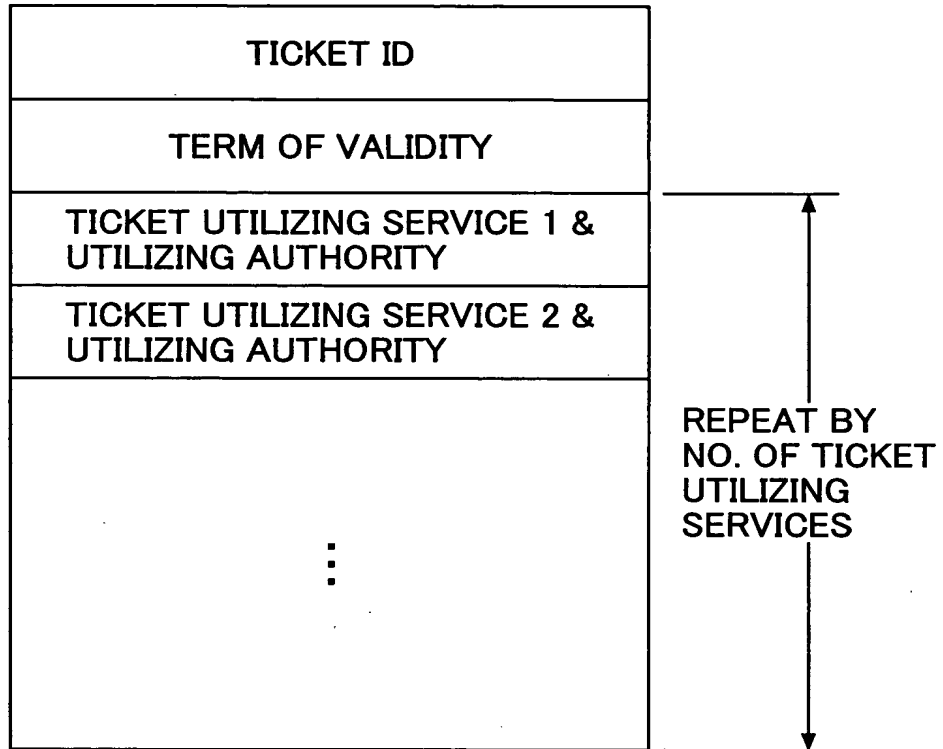 TICKET ID
TERM OF VALIDITY
TICKET UTILIZING SERVICE 1 &
UTILIZING AUTHORITY
TICKET UTILIZING SERVICE 2 &
UTILIZING AUTHORITY
REPEAT BY
NO. OF TICKET
UTILIZING
SERVICES